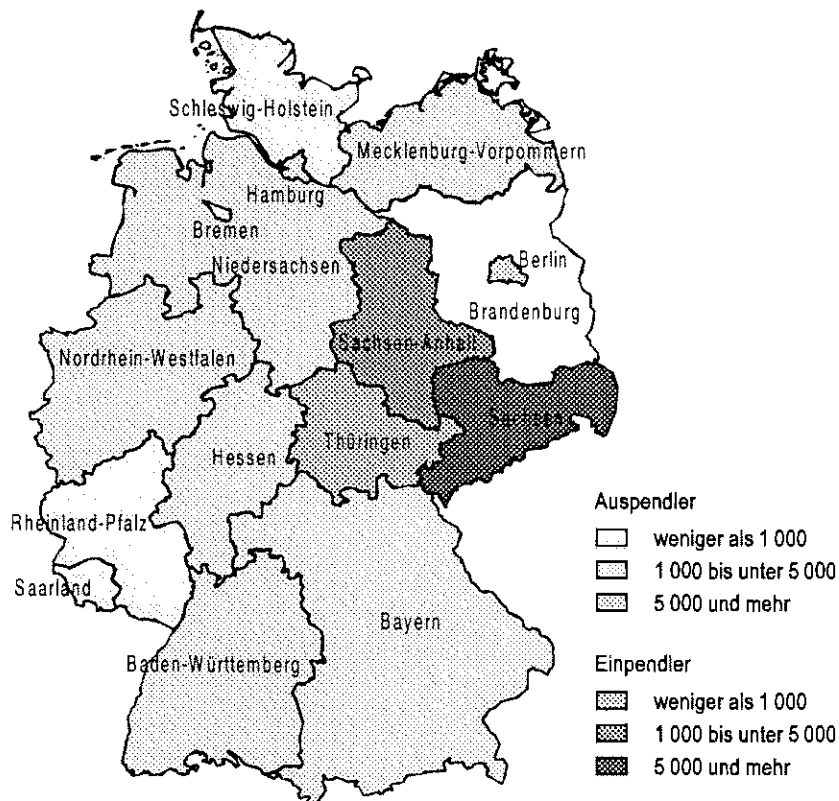 Schleswig-Holstein
Mecklenburg-Vorpommern
Hamburg
Bremen
Niedersachsen
Berlin
Brandenburg
Sachsen-Anhalt
Nordrhein-Westfalen
Sachsen
Thüringen
Hessen
Rheinland-Pfalz
Saarland
Bayern
Baden-Württemberg
Auspendler
weniger als 1 000
1 000 bis unter 5 000
5 000 und mehr
Einpendler
weniger als 1 000
1 000 bis unter 5 000
5 000 und mehr